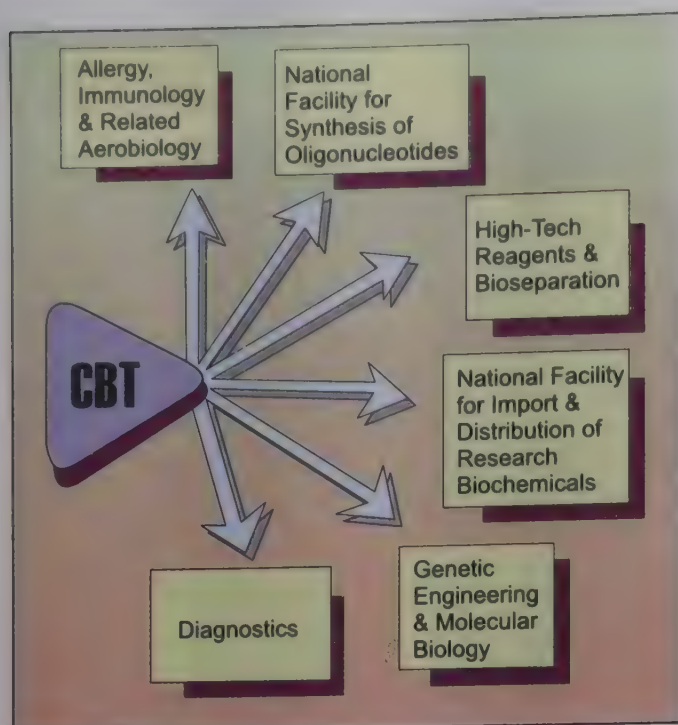 Allergy,
Immunology
& Related
Aerobiology
National
Facility for
Synthesis of
Oligonucleotides
High-Tech
Reagents &
Bioseparation
CBT
National Facility
for Import &
Distribution of
Research
Biochemicals
Genetic
Engineering
& Molecular
Biology
Diagnostics